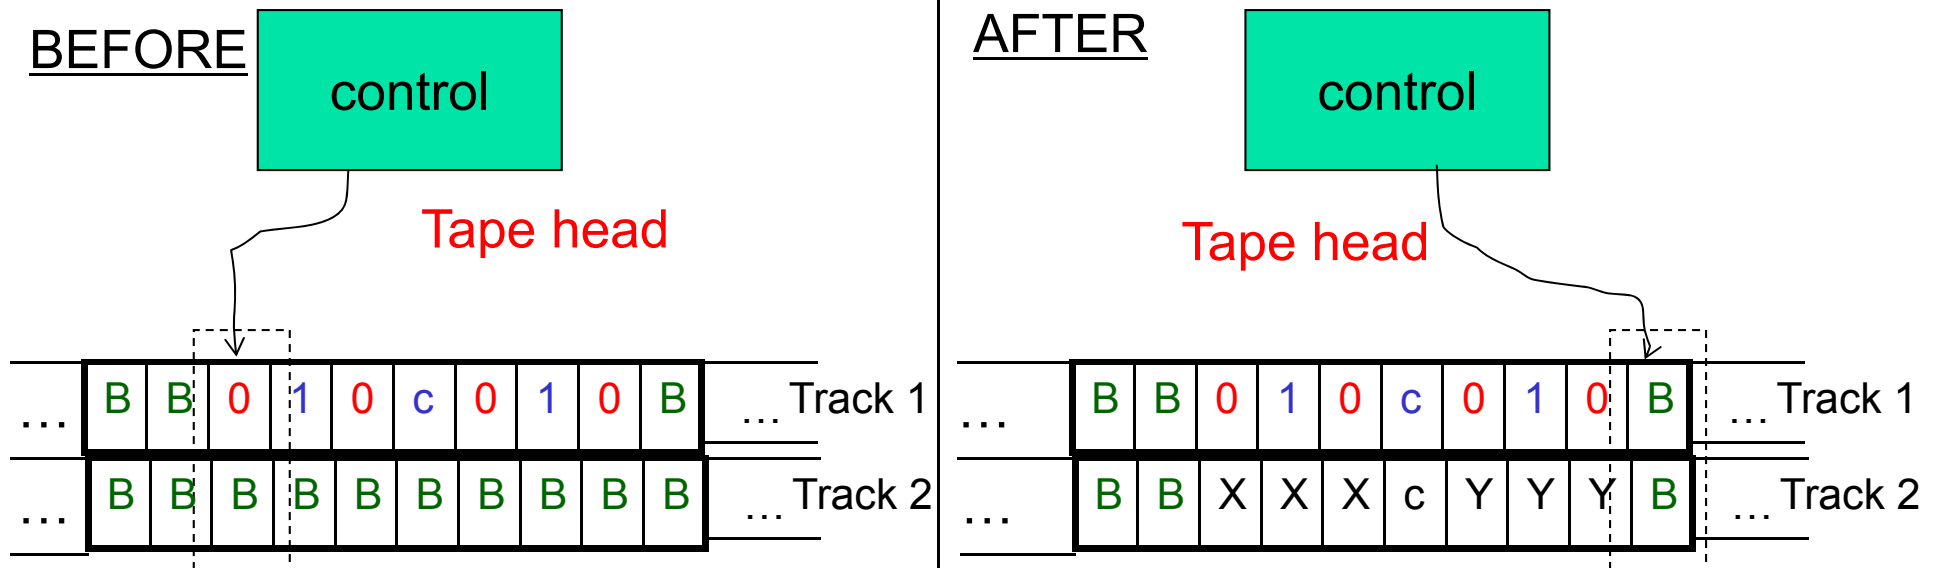 BEFORE
control
Tape head
... B B 0 1 0 c 0 1 0 B ... Track 1
... B B B B B B B B B B ... Track 2
AFTER
control
Tape head
... B B 0 1 0 c 0 1 0 B ... Track 1
... B B X X X c Y Y Y B ... Track 2